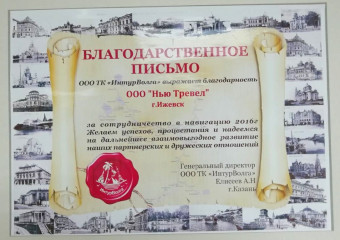 БЛАГОДАРСТВЕННОЕ
ПИСЬМО
ООО ТК «ИнтурВолга» выражает благодарность
ООО "Нью Тревел"
г.Ижевск
за сотрудничество в навигацию 2016г
Желаем успехов, процветания и надеемся
на дальнейшее взаимовыгодное развитие
наших партнерских и дружеских отношений
Генеральный директор
ООО ТК «ИнтурВолга»
Елисеев А.Н.
г.Казань